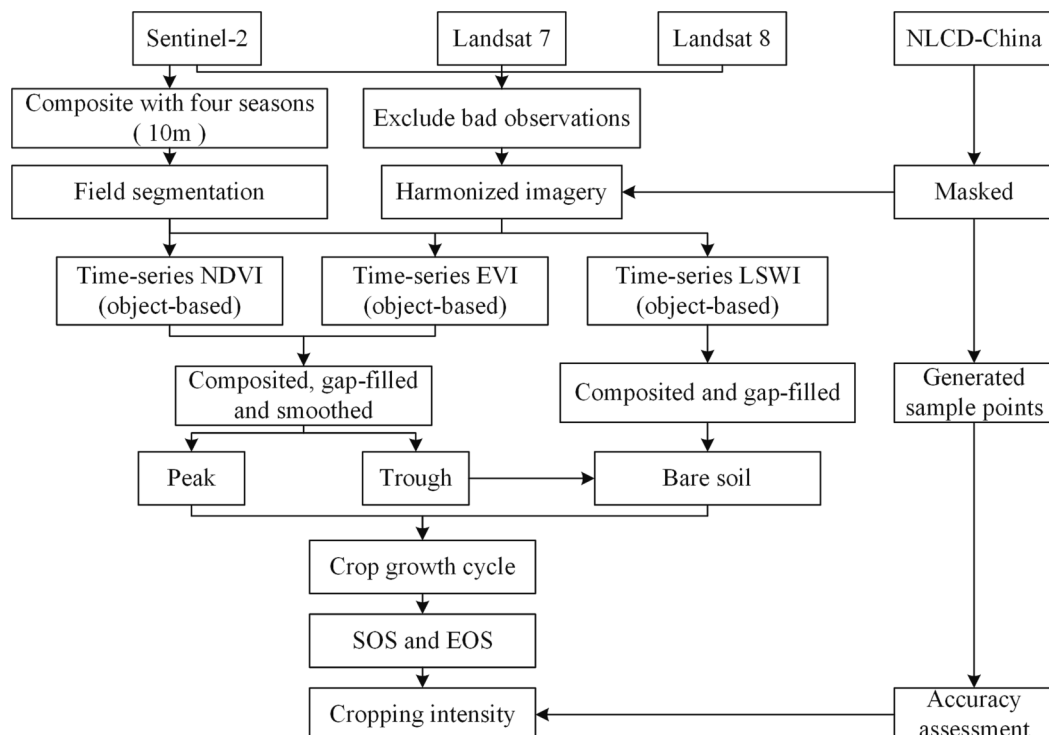 Sentinel-2
Landsat 7
Landsat 8
NLCD-China
Composite with four seasons
( 10m )
Exclude bad observations
Field segmentation
Harmonized imagery
Masked
Time-series NDVI
(object-based)
Time-series EVI
(object-based)
Time-series LSWI
(object-based)
Composited, gap-filled
and smoothed
Composited and gap-filled
Generated
sample points
Peak
Trough
Bare soil
Crop growth cycle
SOS and EOS
Cropping intensity
Accuracy
assessment